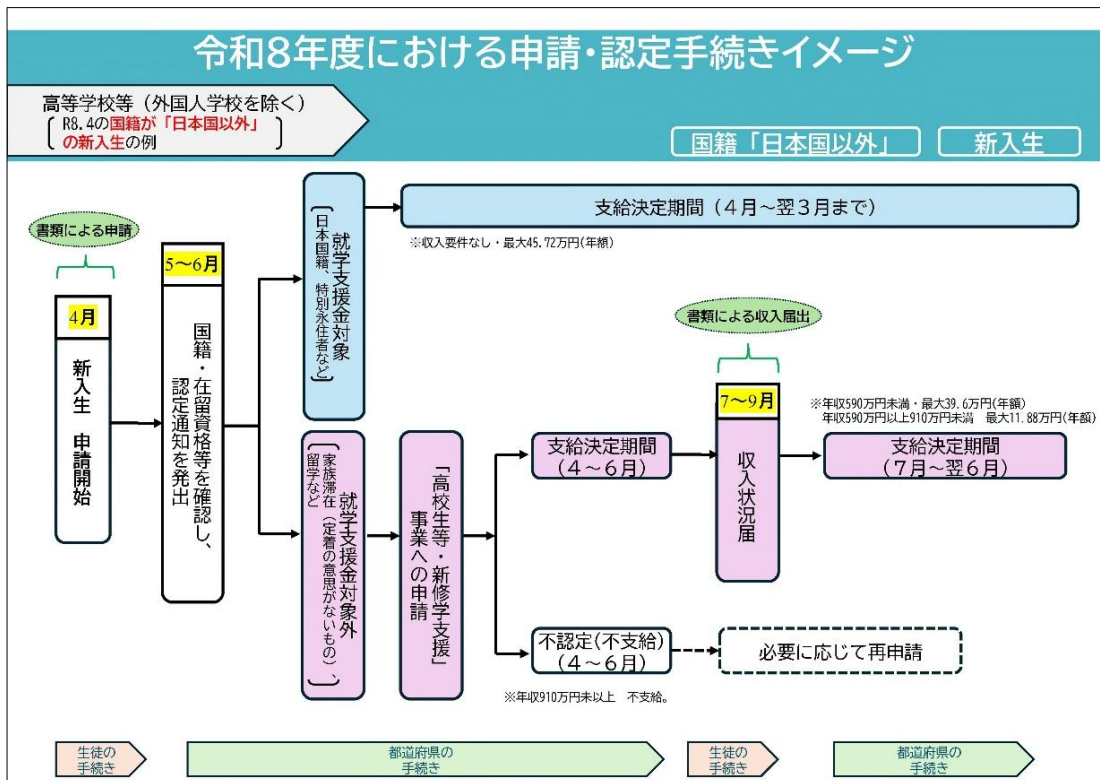 令和8年度における申請・認定手続きイメージ
高等学校等（外国人学校を除く）
R8.4の国籍が「日本国以外」
の新入生の例
国籍「日本国以外」
新入生
書類による申請
4月
新入生　申請開始
5～6月
国籍・在留資格等を確認し、
認定通知を発出
就学支援金対象
日本国籍、特別永住者など
支給決定期間（４月～翌３月まで）
※収入要件なし・最大45.72万円(年額)
就学支援金対象外
家族滞在（定着の意思がないもの）、
留学など
「高校生等・新修学支援」
事業への申請
支給決定期間
（４～６月）
書類による収入届出
7～9月
収入状況届
※年収590万円未満・最大39.6万円(年額)
年収590万円以上910万円未満　最大11.88万円(年額)
支給決定期間
（７月～翌６月）
不認定(不支給)
（４～６月）
※年収910万円未以上　不支給。
必要に応じて再申請
生徒の
手続き
都道府県の
手続き
生徒の
手続き
都道府県の
手続き